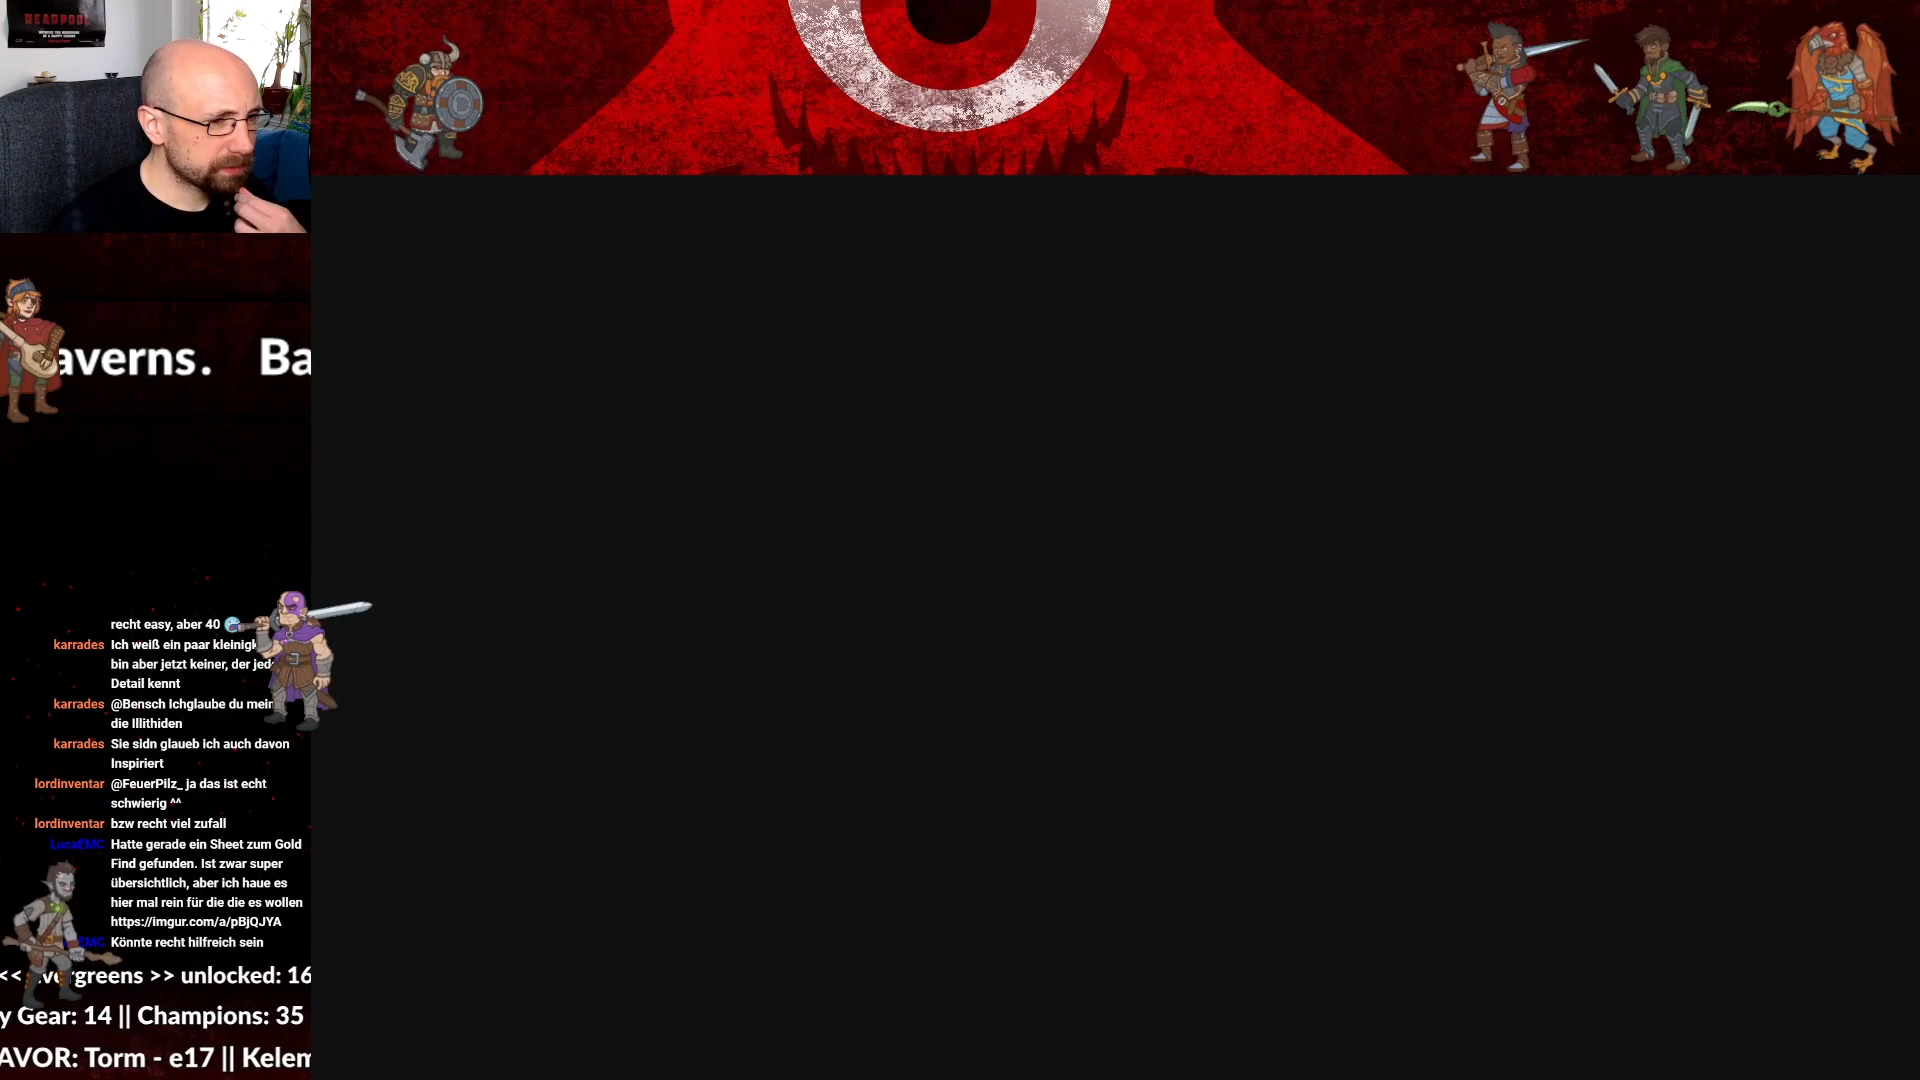 DEADPOOL
averns.    Ba
recht easy, aber 40
karrades Ich weiß ein paar
bin aber jetzt keiner, der
Detail kennt
karrades @Bensch Ichglaube du
die Illithiden
karrades Sie sidn glaueb ich auch davon
Inspiriert
lordinventar @FeuerPilz_ ja das ist echt
schwierig ^^
lordinventar bzw recht viel zufall
LucaEMC Hatte gerade ein Sheet zum Gold
Find gefunden. Ist zwar super
übersichtlich, aber ich haue es
hier mal rein für die die es wollen
https://imgur.com/a/pBjQJYA
EMC Könnte recht hilfreich sein
<< greens >> unlocked: 16
y Gear: 14 || Champions: 35
AVOR: Torm - e17 || Kelem